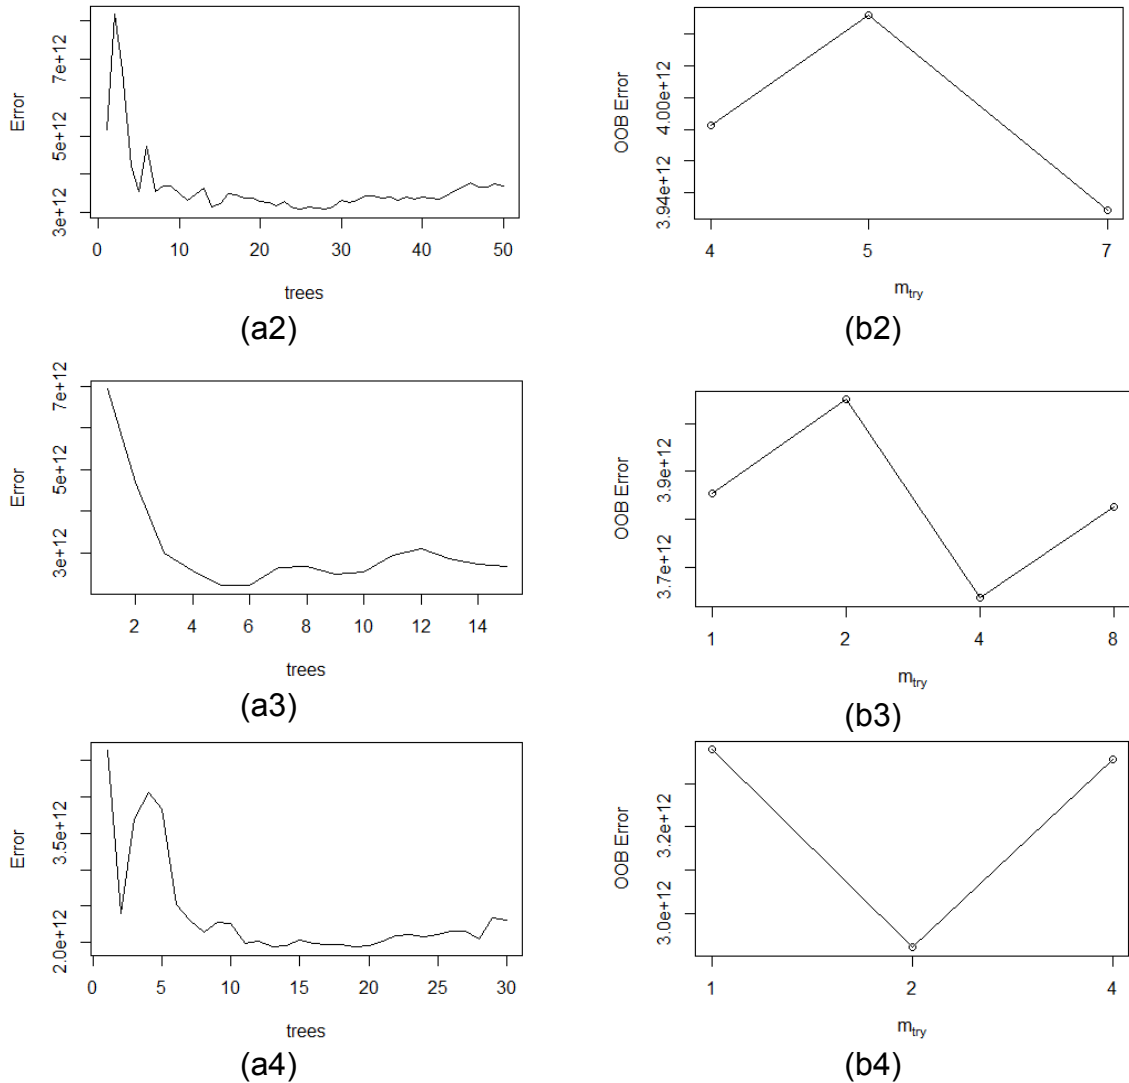 Error
7e+12
5e+12
3e+12
0 10 20 30 40 50
trees
(a2)
OOB Error
4.00e+12
3.94e+12
4 5 7
mtry
(b2)
Error
7e+12
5e+12
3e+12
2 4 6 8 10 12 14
trees
(a3)
OOB Error
3.9e+12
3.7e+12
1 2 4 8
mtry
(b3)
Error
3.5e+12
2.0e+12
0 5 10 15 20 25 30
trees
(a4)
OOB Error
3.2e+12
3.0e+12
1 2 4
mtry
(b4)